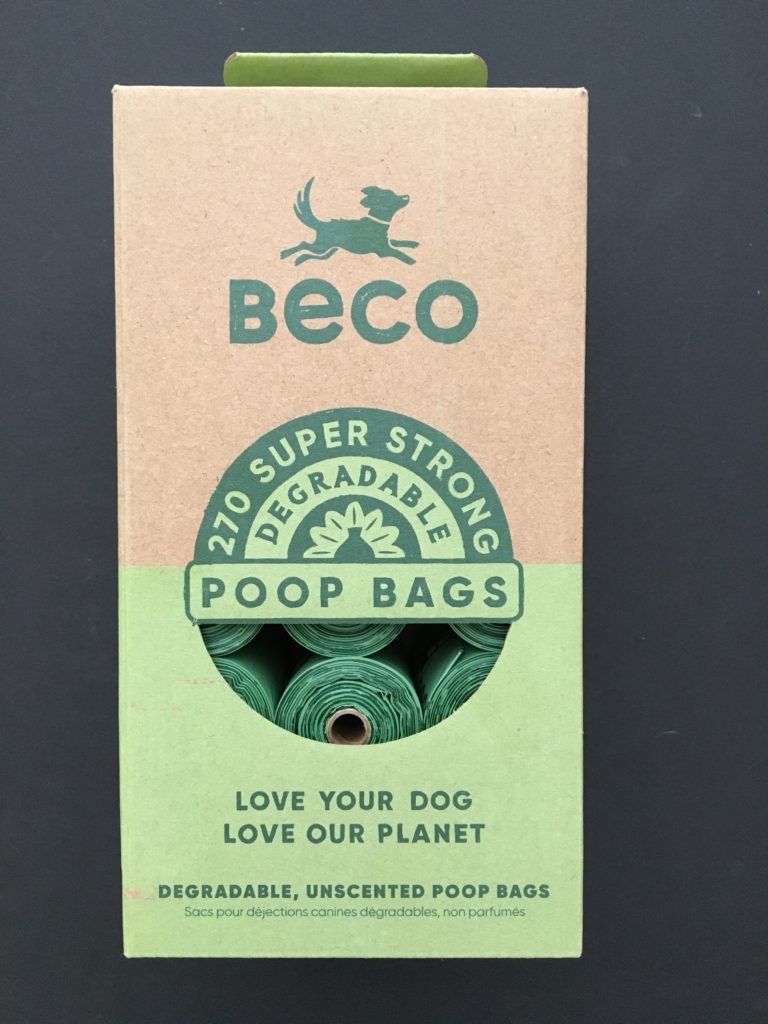 Beco
270 SUPER STRONG
DEGRADABLE
POOP BAGS
LOVE YOUR DOG
LOVE OUR PLANET
DEGRADABLE, UNSCENTED POOP BAGS
Sacs pour déjections canines dégradables, non parfumés